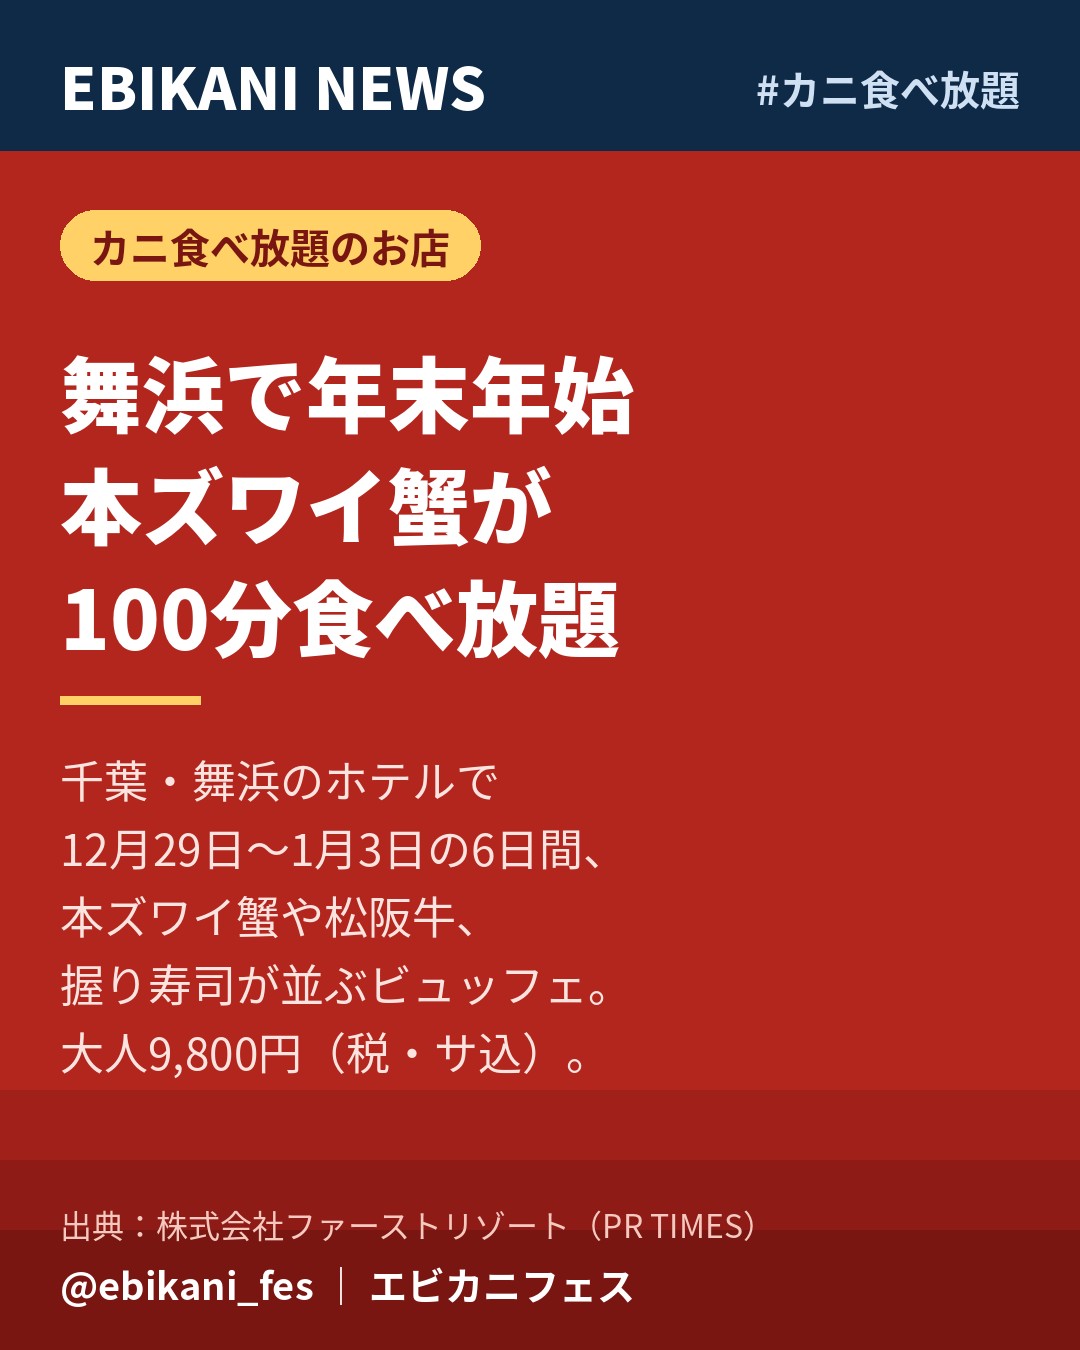 EBIKANI NEWS
#カニ食べ放題
カニ食べ放題のお店
舞浜で年末年始
本ズワイ蟹が
100分食べ放題
千葉・舞浜のホテルで
12月29日〜1月3日の6日間、
本ズワイ蟹や松阪牛、
握り寿司が並ぶビュッフェ。
大人9,800円（税・サ込）。
出典：株式会社ファーストリゾート（PR TIMES）
@ebikani_fes ｜ エビカニフェス